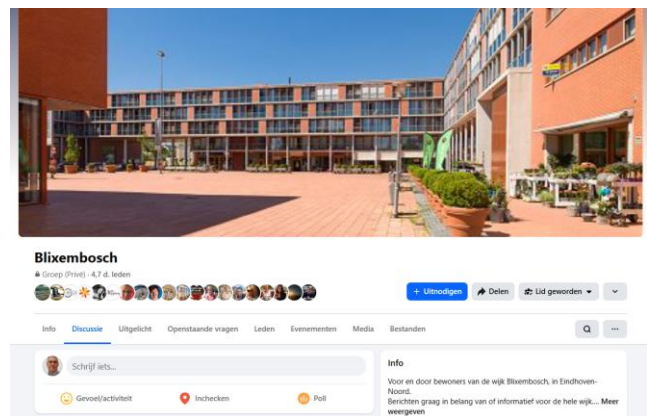 Blixembosch
Groep (Privé) · 4,7 d. leden
+ Uitnodigen Delen Lid geworden
Info Discussie Uitgelicht Openstaande vragen Leden Evenementen Media Bestanden
Schrijf iets...
Gevoel/activiteit Inchecken Poll
Info
Voor en door bewoners van de wijk Blixembosch, in Eindhoven-
Noord.
Berichten graag in belang van of informatief voor de hele wijk.... Meer
weergeven